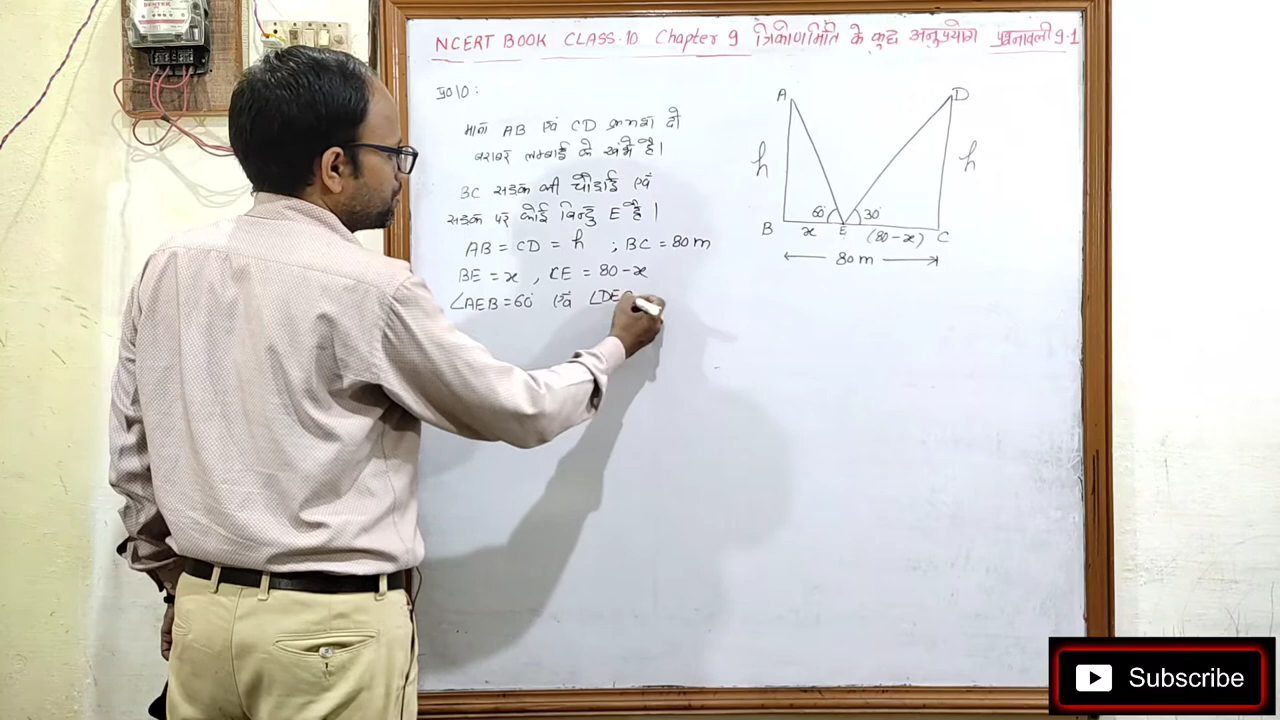 NCERT BOOK CLASS-10 Chapter 9 त्रिकोणमिति के कुछ अनुप्रयोग प्रश्नावली 9.1
प्र०10:
माना AB एवं CD क्रमशः दो
बराबर लम्बाई के खंभे है।
BC सड़क की चौड़ाई एवं
सड़क पर कोई बिन्दु E है।
AB = CD = h ; BC = 80 m
BE = x , CE = 80 - x
∠AEB = 60° एवं ∠DE
A D
h h
60° 30°
B x E (80 - x) C
80 m
Subscribe